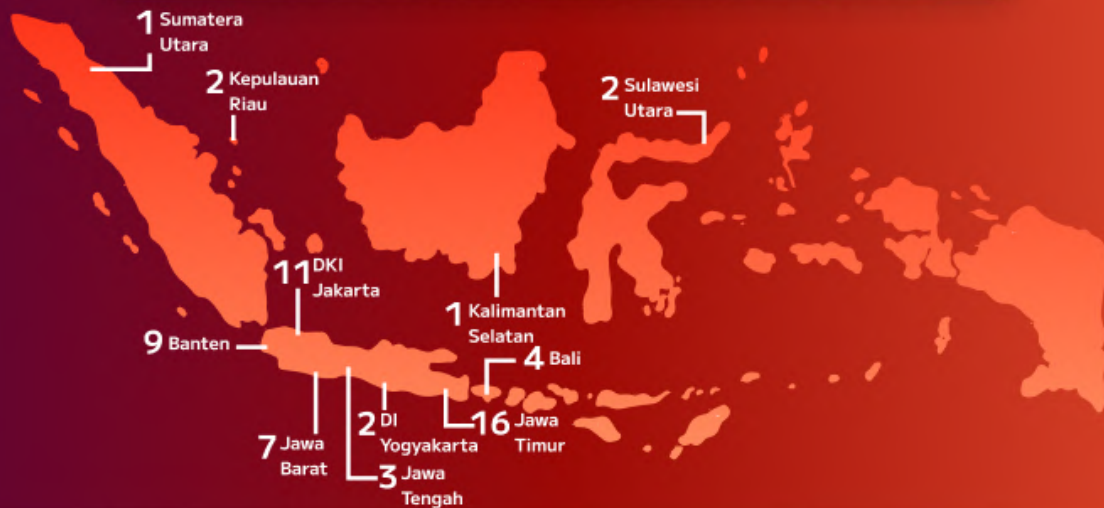 1 Sumatera
Utara
2 Kepulauan
Riau
2 Sulawesi
Utara
11 DKI
Jakarta
1 Kalimantan
Selatan
9 Banten
4 Bali
7 Jawa
Barat
3 Jawa
Tengah
2 DI
Yogyakarta
16 Jawa
Timur